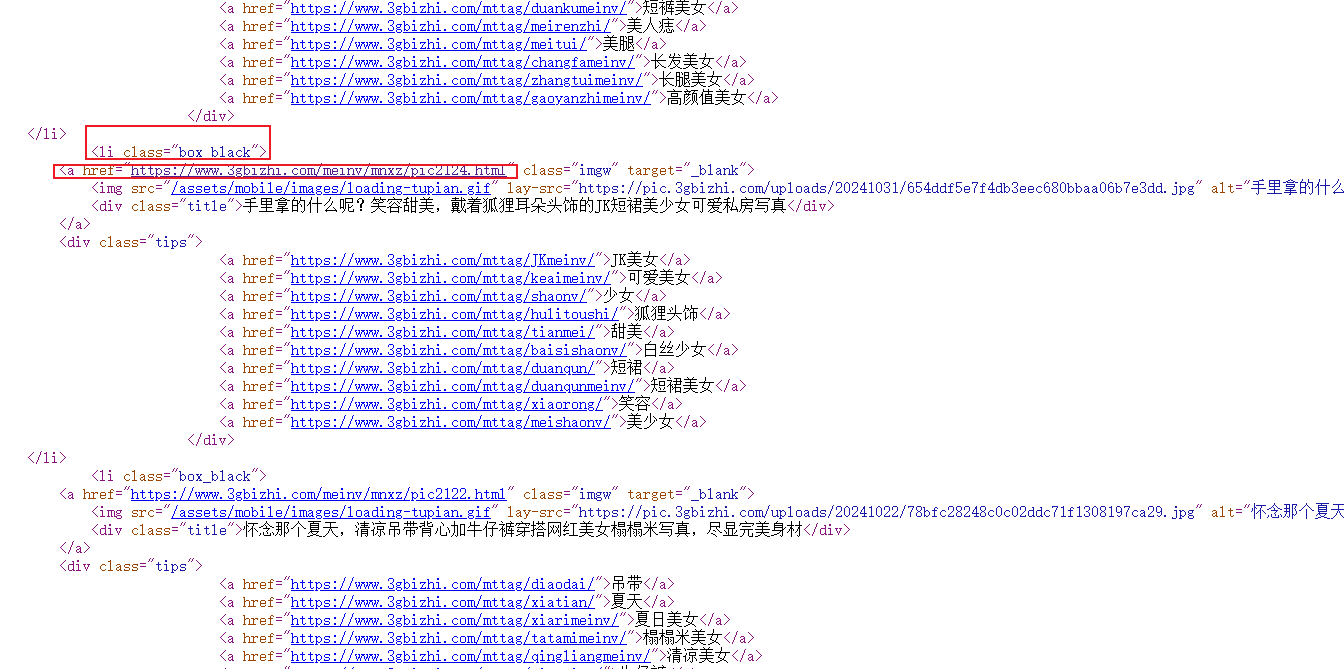 <a href="https://www.3gbizhi.com/mttag/duankumeinv/">短裤美女</a>
<a href="https://www.3gbizhi.com/mttag/meirenzhi/">美人痣</a>
<a href="https://www.3gbizhi.com/mttag/meitui/">美腿</a>
<a href="https://www.3gbizhi.com/mttag/changfameinv/">长发美女</a>
<a href="https://www.3gbizhi.com/mttag/zhangtuimeinv/">长腿美女</a>
<a href="https://www.3gbizhi.com/mttag/gaoyanzhimeinv/">高颜值美女</a>
</div>
</li>
<li class="box_black">
<a href="https://www.3gbizhi.com/meinv/mnxz/pic2124.html" class="imgw" target="_blank">
<img src="/assets/mobile/images/loading-tupian.gif" lay-src="https://pic.3gbizhi.com/uploads/20241031/654ddf5e7f4db3eec680bbaa06b7e3dd.jpg" alt="手里拿的什么
<div class="title">手里拿的什么呢？笑容甜美，戴着狐狸耳朵头饰的JK短裙美少女可爱私房写真</div>
</a>
<div class="tips">
<a href="https://www.3gbizhi.com/mttag/JKmeinv/">JK美女</a>
<a href="https://www.3gbizhi.com/mttag/keaimeinv/">可爱美女</a>
<a href="https://www.3gbizhi.com/mttag/shaonv/">少女</a>
<a href="https://www.3gbizhi.com/mttag/hulitoushi/">狐狸头饰</a>
<a href="https://www.3gbizhi.com/mttag/tianmei/">甜美</a>
<a href="https://www.3gbizhi.com/mttag/baisishaonv/">白丝少女</a>
<a href="https://www.3gbizhi.com/mttag/duanqun/">短裙</a>
<a href="https://www.3gbizhi.com/mttag/duanqunmeinv/">短裙美女</a>
<a href="https://www.3gbizhi.com/mttag/xiaorong/">笑容</a>
<a href="https://www.3gbizhi.com/mttag/meishaonv/">美少女</a>
</div>
</li>
<li class="box_black">
<a href="https://www.3gbizhi.com/meinv/mnxz/pic2122.html" class="imgw" target="_blank">
<img src="/assets/mobile/images/loading-tupian.gif" lay-src="https://pic.3gbizhi.com/uploads/20241022/78bfc28248c0c02ddc71f1308197ca29.jpg" alt="怀念那个夏天
<div class="title">怀念那个夏天，清凉吊带背心加牛仔裤穿搭网红美女榻榻米写真，尽显完美身材</div>
</a>
<div class="tips">
<a href="https://www.3gbizhi.com/mttag/diaodai/">吊带</a>
<a href="https://www.3gbizhi.com/mttag/xiatian/">夏天</a>
<a href="https://www.3gbizhi.com/mttag/xiarimeinv/">夏日美女</a>
<a href="https://www.3gbizhi.com/mttag/tatamimeinv/">榻榻米美女</a>
<a href="https://www.3gbizhi.com/mttag/qingliangmeinv/">清凉美女</a>